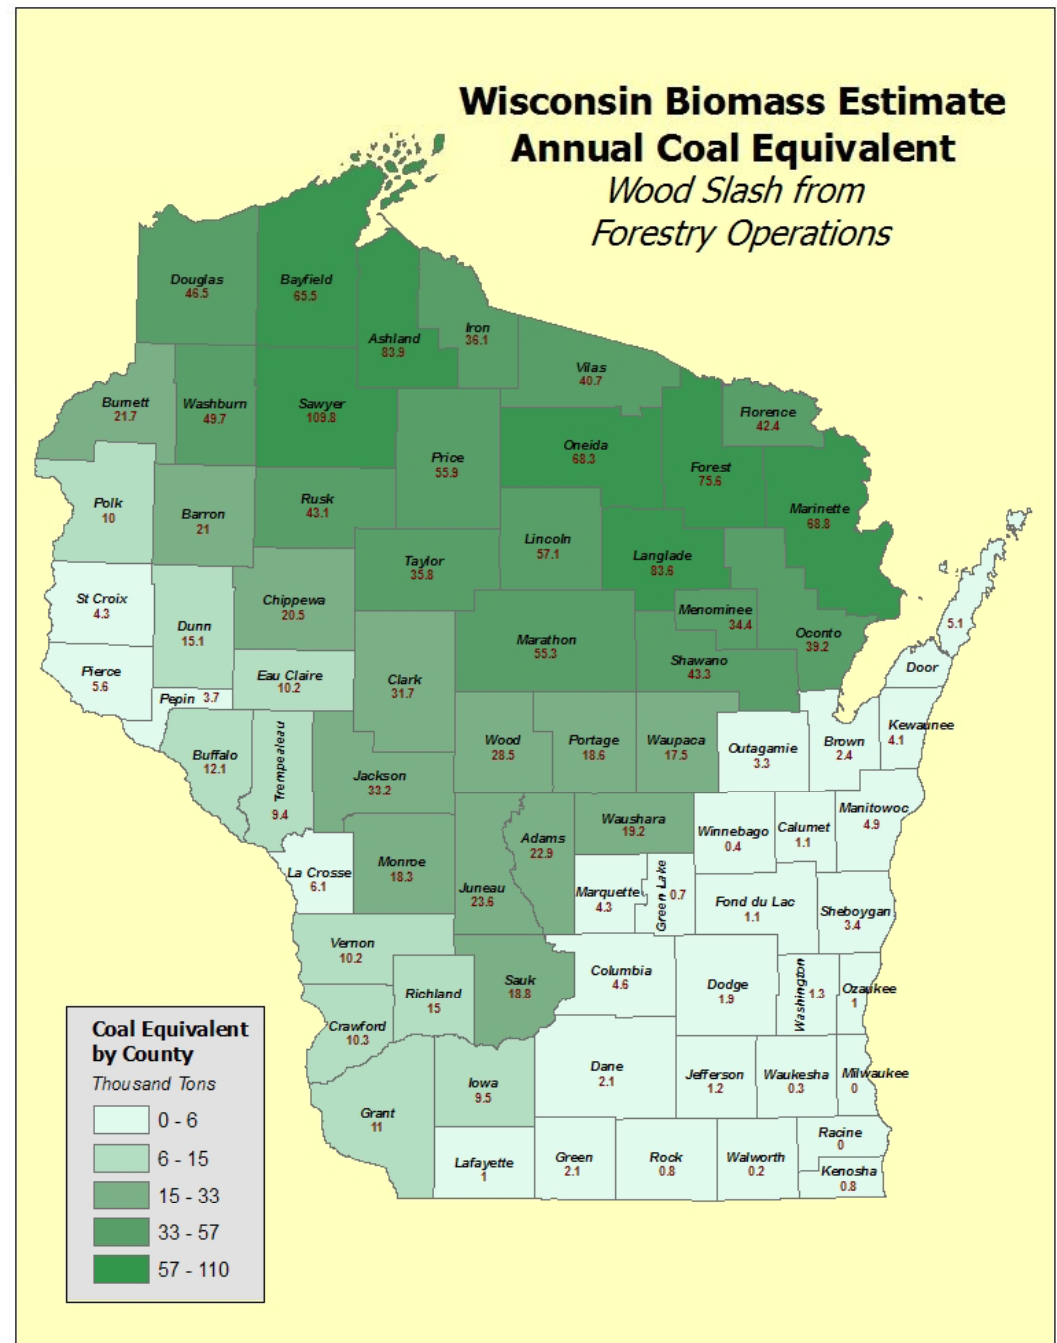 Wisconsin Biomass Estimate
Annual Coal Equivalent
Wood Slash from
Forestry Operations
Douglas
46.5
Bayfield
65.5
Ashland
83.9
Iron
36.1
Vilas
40.7
Burnett
21.7
Washburn
49.7
Sawyer
109.8
Price
55.9
Oneida
68.3
Forest
75.6
Florence
42.4
Marinette
68.8
Polk
10
Barron
21
Rusk
43.1
Lincoln
57.1
Langlade
83.6
Taylor
35.8
St Croix
4.3
Dunn
15.1
Chippewa
20.5
Marathon
55.3
Menominee
34.4
Oconto
39.2
Shawano
43.3
5.1
Door
Pierce
5.6
Pepin 3.7
Eau Claire
10.2
Clark
31.7
Buffalo
12.1
Trempealeau
9.4
Jackson
33.2
Wood
28.5
Portage
18.6
Waupaca
17.5
Outagamie
3.3
Brown
2.4
Kewaunee
4.1
Manitowoc
4.9
La Crosse
6.1
Monroe
18.3
Juneau
23.6
Adams
22.9
Waushara
19.2
Winnebago
0.4
Calumet
1.1
Marquette
4.3
Green Lake
0.7
Fond du Lac
1.1
Sheboygan
3.4
Vernon
10.2
Richland
15
Sauk
18.8
Columbia
4.6
Dodge
1.9
Washington
1.3
Ozaukee
1
Crawford
10.3
Grant
11
Iowa
9.5
Dane
2.1
Jefferson
1.2
Waukesha
0.3
Milwaukee
0
Lafayette
1
Green
2.1
Rock
0.8
Walworth
0.2
Racine
0
Kenosha
0.8
Coal Equivalent
by County
Thousand Tons
0 - 6
6 - 15
15 - 33
33 - 57
57 - 110